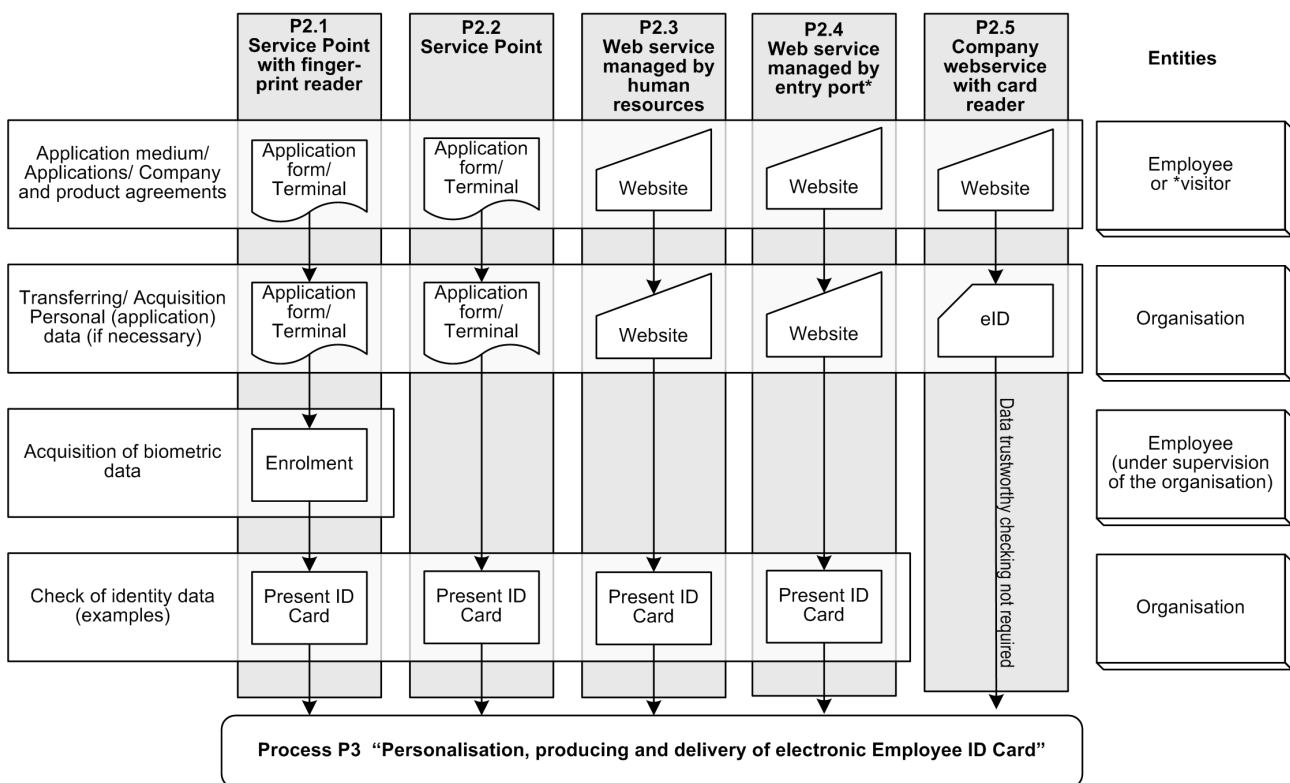 P2.1
Service Point
with finger-
print reader
P2.2
Service Point
P2.3
Web service
managed by
human
resources
P2.4
Web service
managed by
entry port*
P2.5
Company
webservice
with card
reader
Entities
Application medium/
Applications/ Company
and product agreements
Application
form/
Terminal
Application
form/
Terminal
Website
Website
Website
Employee
or *visitor
Transferring/ Acquisition
Personal (application)
data (if necessary)
Application
form/
Terminal
Application
form/
Terminal
Website
Website
eID
Organisation
Acquisition of biometric
data
Enrolment
Data trustworthy checking not required
Employee
(under supervision
of the organisation)
Check of identity data
(examples)
Present ID
Card
Present ID
Card
Present ID
Card
Present ID
Card
Organisation
Process P3 “Personalisation, producing and delivery of electronic Employee ID Card”